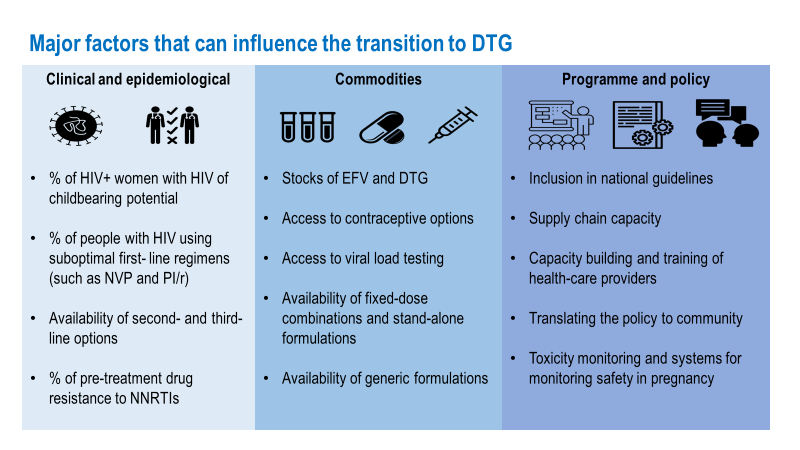 Major factors that can influence the transition to DTG
Clinical and epidemiological
• % of HIV+ women with HIV of
childbearing potential
• % of people with HIV using
suboptimal first- line regimens
(such as NVP and PI/r)
• Availability of second- and third-
line options
• % of pre-treatment drug
resistance to NNRTIs
Commodities
• Stocks of EFV and DTG
• Access to contraceptive options
• Access to viral load testing
• Availability of fixed-dose
combinations and stand-alone
formulations
• Availability of generic formulations
Programme and policy
• Inclusion in national guidelines
• Supply chain capacity
• Capacity building and training of
health-care providers
• Translating the policy to community
• Toxicity monitoring and systems for
monitoring safety in pregnancy